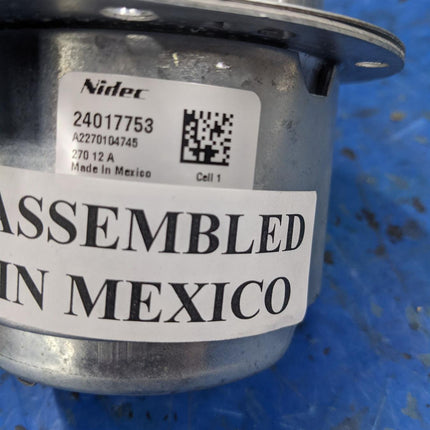 Nidec
24017753
A2270104745
270 12 A
Made In Mexico
Cell 1
ASSEMBLED
IN MEXICO